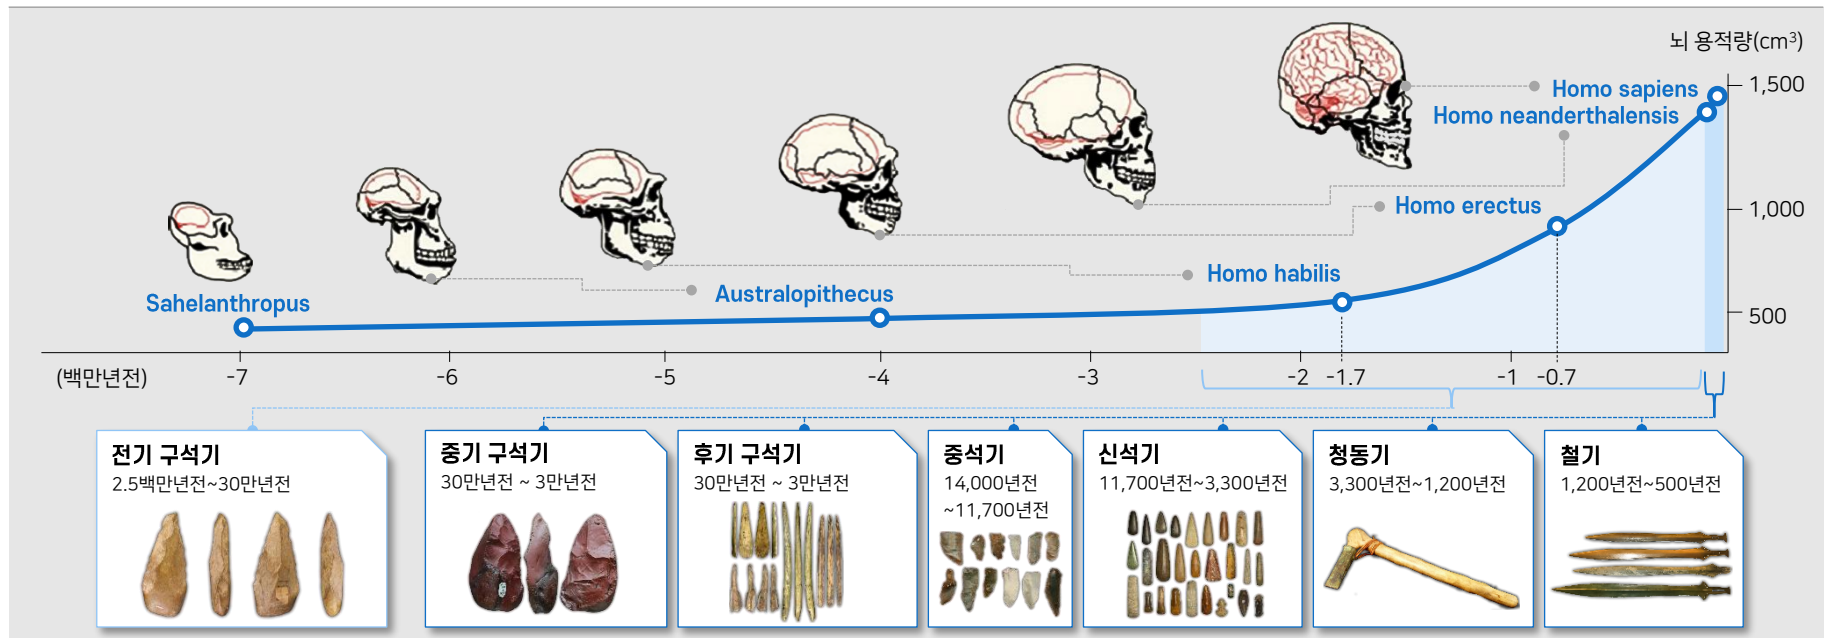 뇌 용적량(cm³)
1,500
1,000
500
Homo sapiens
Homo neanderthalensis
Homo erectus
Homo habilis
Australopithecus
Sahelanthropus
(백만년전)
-7
-6
-5
-4
-3
-2
-1.7
-1
-0.7
전기 구석기
2.5백만년전~30만년전
중기 구석기
30만년전 ~ 3만년전
후기 구석기
30만년전 ~ 3만년전
중석기
14,000년전
~11,700년전
신석기
11,700년전~3,300년전
청동기
3,300년전~1,200년전
철기
1,200년전~500년전